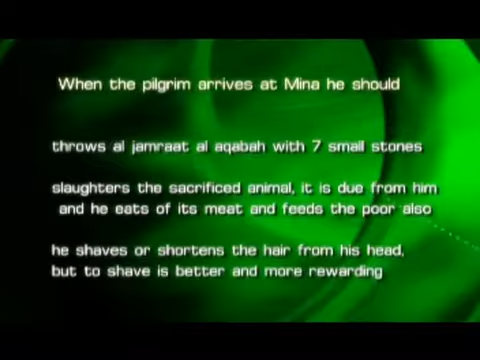 When the pilgrim arrives at Mina he should
throws al jamraat al aqabah with 7 small stones
slaughters the sacrificed animal, it is due from him
and he eats of its meat and feeds the poor also
he shaves or shortens the hair from his head,
but to shave is better and more rewarding